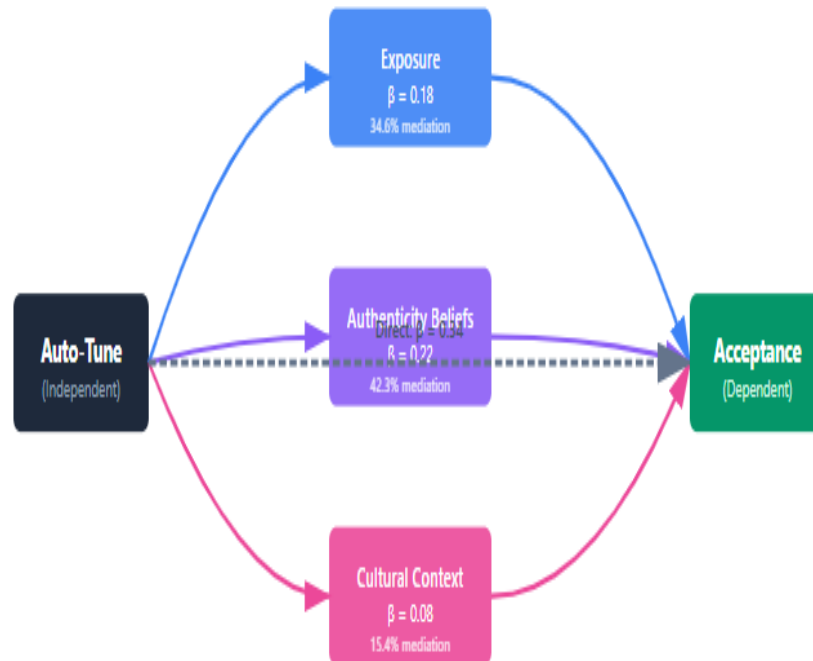 Exposure
β = 0.18
34.6% mediation
Auto-Tune
(Independent)
Authenticity Beliefs
Direct: β = 0.34
β = 0.22
42.3% mediation
Acceptance
(Dependent)
Cultural Context
β = 0.08
15.4% mediation